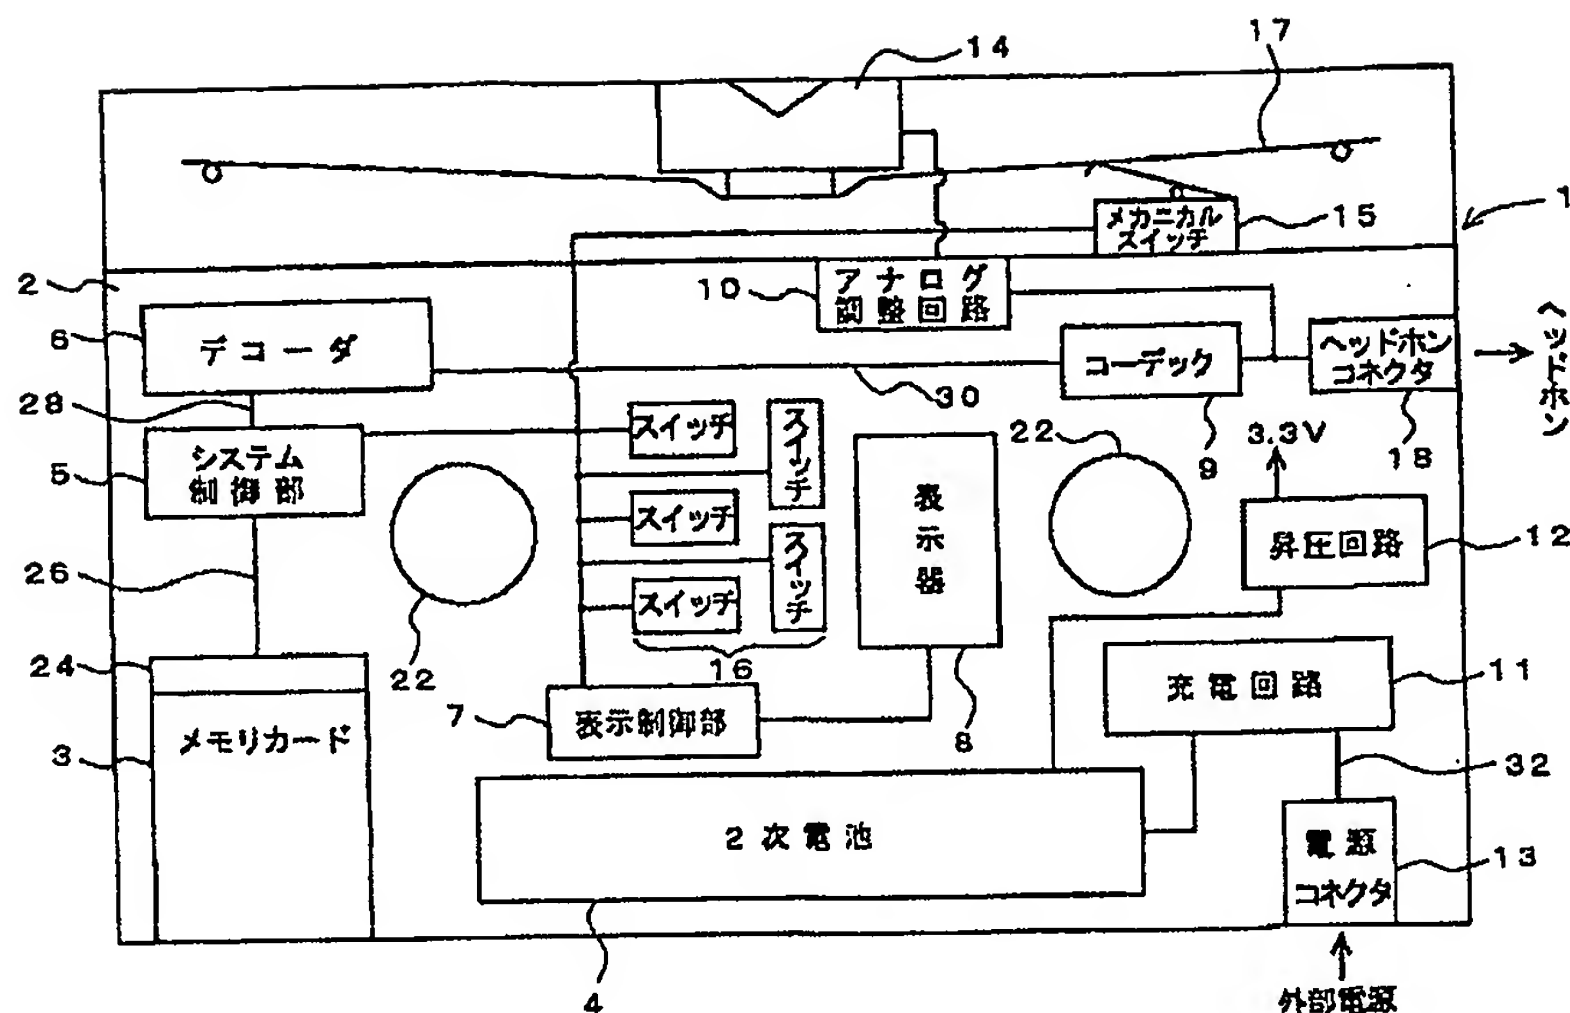 14
17
1
メカニカル
スイッチ
15
2
10
アナログ
調整回路
6
デコーダ
コーデック
ヘッドホン
コネクタ
ヘッドホン
28
30
9
18
3.3V
22
5
システム
制御部
スイッチ
スイッチ
スイッチ
スイッチ
スイッチ
16
表示器
8
昇圧回路
12
26
22
24
メモリカード
3
7
表示制御部
充電回路
11
32
2次電池
4
電源
コネクタ
13
外部電源